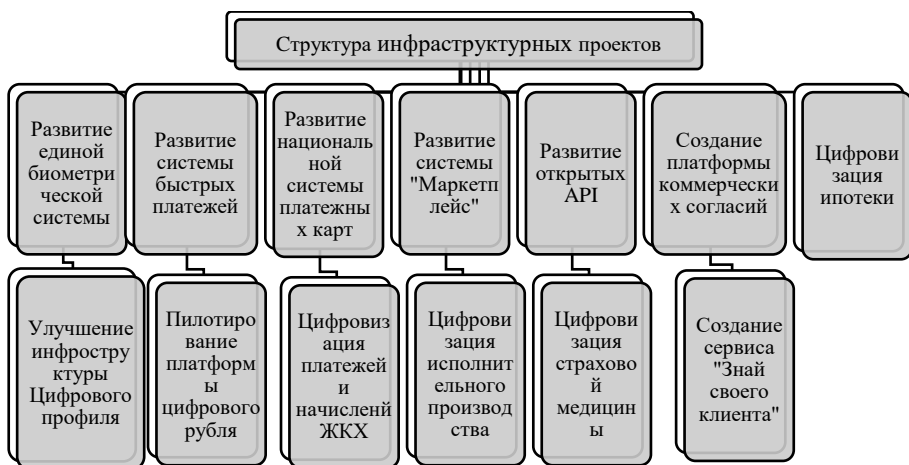 Структура инфраструктурных проектов
Развитие
единой
биометри
ческой
системы
Развитие
системы
быстрых
платежей
Развитие
националь
ной
системы
платежны
х карт
Развитие
системы
"Маркетп
лейс"
Развитие
открытых
API
Создание
платформы
коммерчески
х согласий
Цифрови
зация
ипотеки
Улучшение
инфростру
ктуры
Цифрового
профиля
Пилотиро
вание
платформ
ы
цифрового
рубля
Цифровиз
ация
платежей
и
начисленй
ЖКХ
Цифрови
зация
исполнит
ельного
производ
ства
Цифрови
зация
страхово
й
медицин
ы
Создание
сервиса
"Знай
своего
клиента"